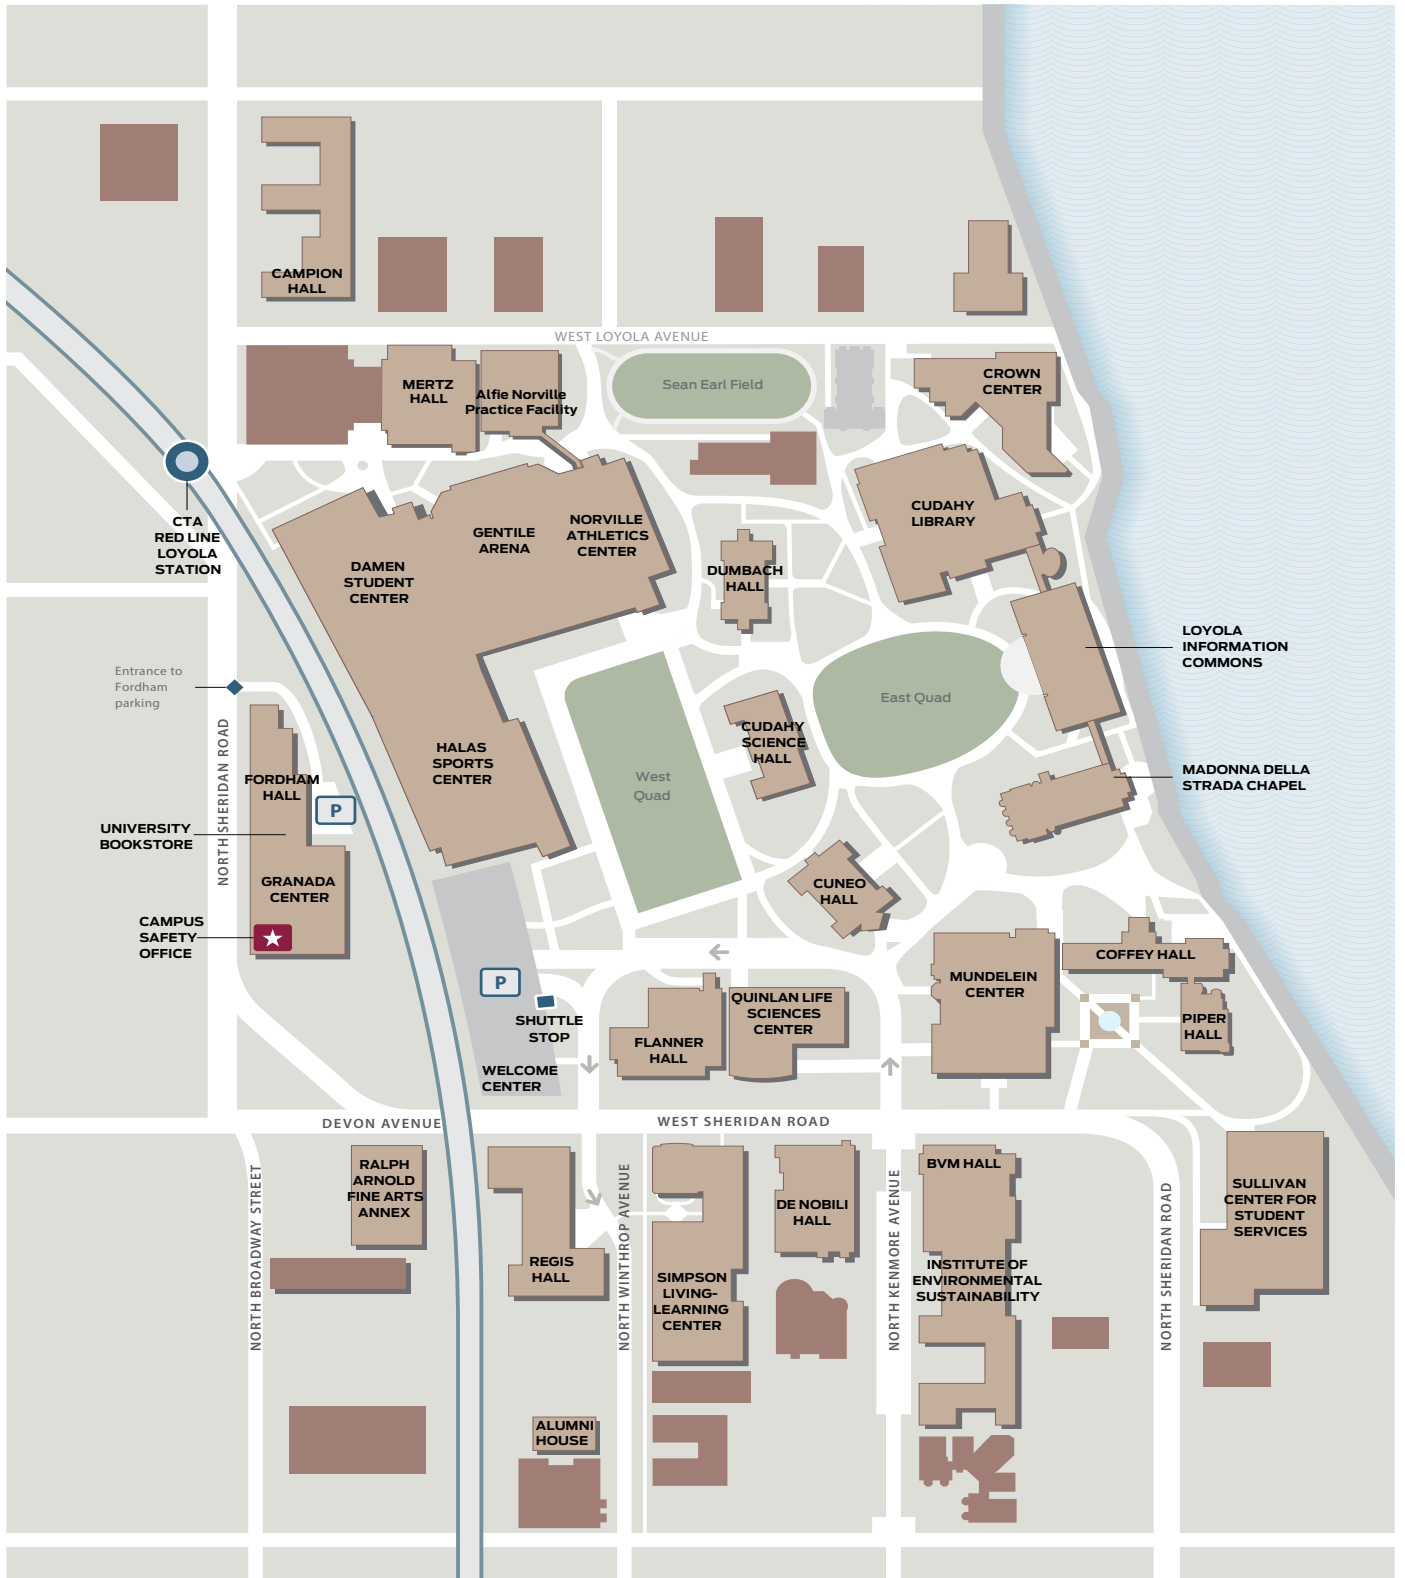 CAMPION
HALL
WEST LOYOLA AVENUE
MERTZ
HALL
Alfie Norville
Practice Facility
Sean Earl Field
CROWN
CENTER
CTA
RED LINE
LOYOLA
STATION
GENTILE
ARENA
NORVILLE
ATHLETICS
CENTER
CUDAHY
LIBRARY
DAMEN
STUDENT
CENTER
DUMBACH
HALL
LOYOLA
INFORMATION
COMMONS
Entrance to
Fordham
parking
East Quad
NORTH SHERIDAN ROAD
HALAS
SPORTS
CENTER
CUDAHY
SCIENCE
HALL
West
Quad
MADONNA DELLA
STRADA CHAPEL
FORDHAM
HALL
P
UNIVERSITY
BOOKSTORE
GRANADA
CENTER
CUNEO
HALL
CAMPUS
SAFETY
OFFICE
COFFEY HALL
MUNDELEIN
CENTER
P
SHUTTLE
STOP
QUINLAN LIFE
SCIENCES
CENTER
FLANNER
HALL
PIPER
HALL
WELCOME
CENTER
DEVON AVENUE
WEST SHERIDAN ROAD
RALPH
ARNOLD
FINE ARTS
ANNEX
BVM HALL
NORTH BROADWAY STREET
NORTH WINTHROP AVENUE
NORTH KENMORE AVENUE
NORTH SHERIDAN ROAD
DE NOBILI
HALL
SULLIVAN
CENTER FOR
STUDENT
SERVICES
REGIS
HALL
SIMPSON
LIVING-
LEARNING
CENTER
INSTITUTE OF
ENVIRONMENTAL
SUSTAINABILITY
ALUMNI
HOUSE